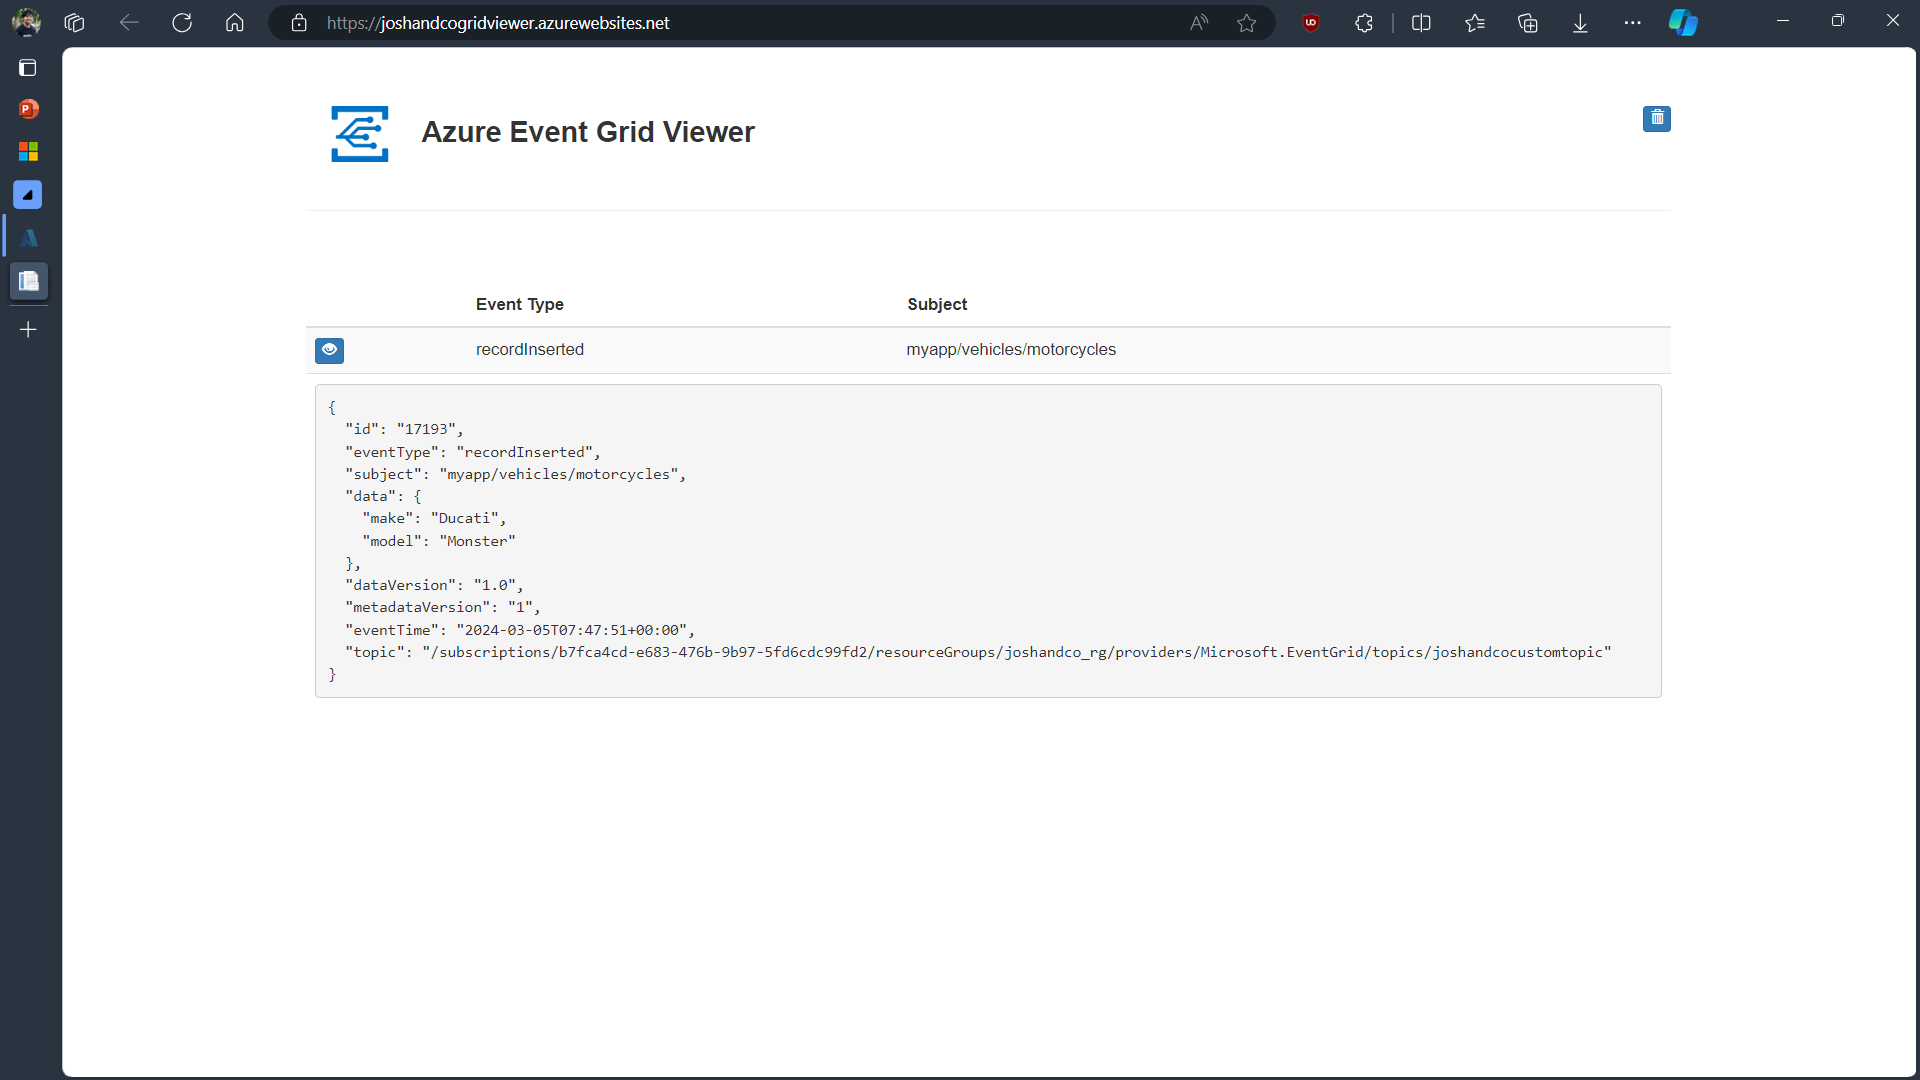 https://joshandcogridviewer.azurewebsites.net
Azure Event Grid Viewer
Event Type Subject
recordInserted myapp/vehicles/motorcycles
{
  "id": "17193",
  "eventType": "recordInserted",
  "subject": "myapp/vehicles/motorcycles",
  "data": {
    "make": "Ducati",
    "model": "Monster"
  },
  "dataVersion": "1.0",
  "metadataVersion": "1",
  "eventTime": "2024-03-05T07:47:51+00:00",
  "topic": "/subscriptions/b7fca4cd-e683-476b-9b97-5fd6cdc99fd2/resourceGroups/joshandco_rg/providers/Microsoft.EventGrid/topics/joshandcocustomtopic"
}